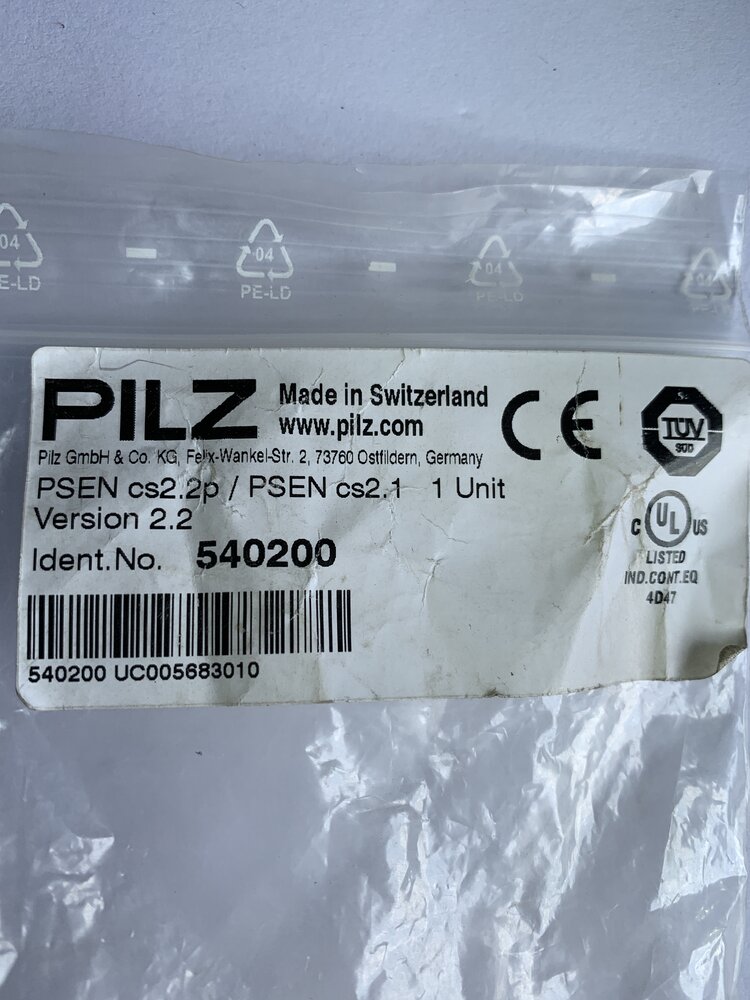 04
04
04
04
E-LD
PE-LD
PE-LD
PILZ
Made in Switzerland
www.pilz.com
CE
TÜV
SÜD
Pilz GmbH & Co. KG, Felix-Wankel-Str. 2, 73760 Ostfildern, Germany
PSEN cs2.2p / PSEN cs2.1 1 Unit
Version 2.2
Ident.No. 540200
C UL US
LISTED
IND.CONT.EQ
4D47
540200 UC005683010